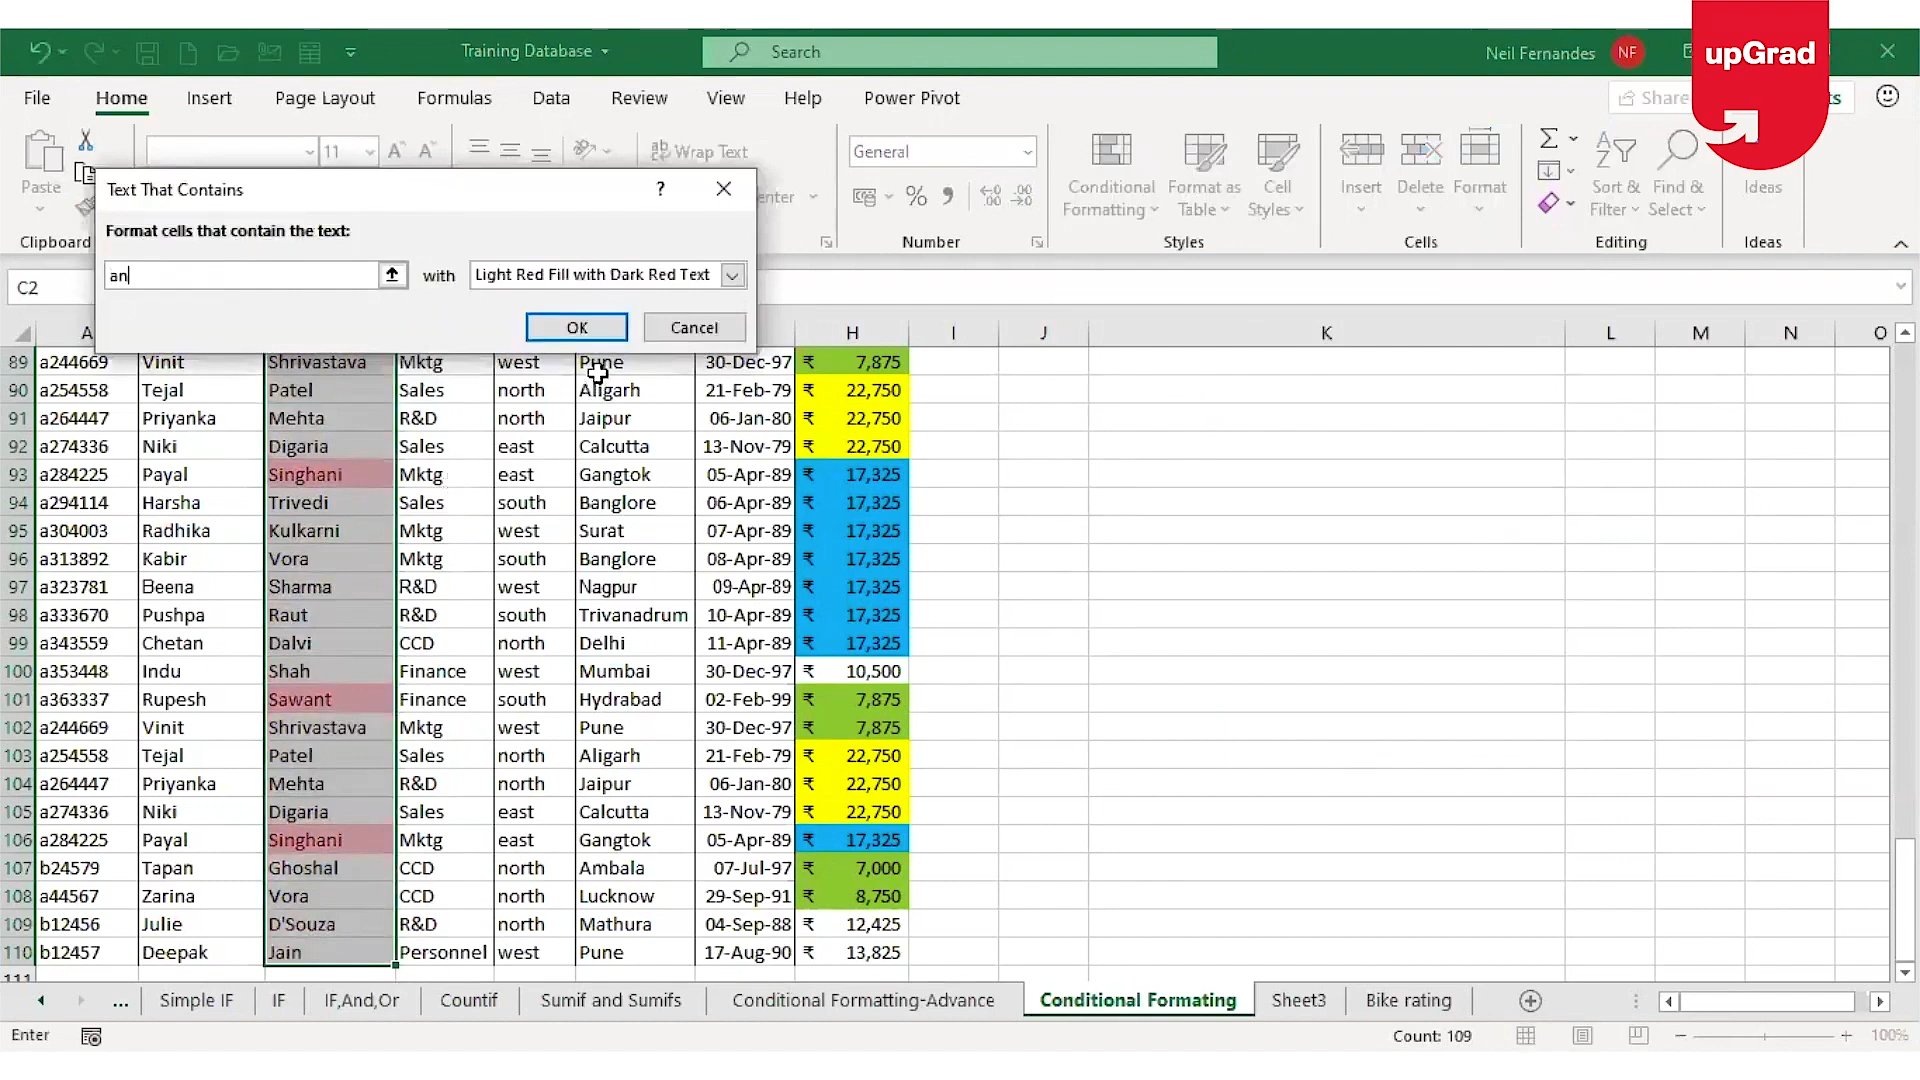 Training Database
Search
Neil Fernandes
NF
upGrad
File Home Insert Page Layout Formulas Data Review View Help Power Pivot
Share
ts
Paste
11
Wrap Text
General
Conditional Formatting
Format as Table
Cell Styles
Insert
Delete
Format
Sort & Filter
Find & Select
Ideas
enter
Clipboard
Number
Styles
Cells
Editing
Ideas
Text That Contains
?
Format cells that contain the text:
an
with
Light Red Fill with Dark Red Text
OK
Cancel
C2
A H I J K L M N O
89 a244669 Vinit Shrivastava Mktg west Pune 30-Dec-97 ₹ 7,875
90 a254558 Tejal Patel Sales north Aligarh 21-Feb-79 ₹ 22,750
91 a264447 Priyanka Mehta R&D north Jaipur 06-Jan-80 ₹ 22,750
92 a274336 Niki Digaria Sales east Calcutta 13-Nov-79 ₹ 22,750
93 a284225 Payal Singhani Mktg east Gangtok 05-Apr-89 ₹ 17,325
94 a294114 Harsha Trivedi Sales south Banglore 06-Apr-89 ₹ 17,325
95 a304003 Radhika Kulkarni Mktg west Surat 07-Apr-89 ₹ 17,325
96 a313892 Kabir Vora Mktg south Banglore 08-Apr-89 ₹ 17,325
97 a323781 Beena Sharma R&D west Nagpur 09-Apr-89 ₹ 17,325
98 a333670 Pushpa Raut R&D south Trivanadrum 10-Apr-89 ₹ 17,325
99 a343559 Chetan Dalvi CCD north Delhi 11-Apr-89 ₹ 17,325
100 a353448 Indu Shah Finance west Mumbai 30-Dec-97 ₹ 10,500
101 a363337 Rupesh Sawant Finance south Hydrabad 02-Feb-99 ₹ 7,875
102 a244669 Vinit Shrivastava Mktg west Pune 30-Dec-97 ₹ 7,875
103 a254558 Tejal Patel Sales north Aligarh 21-Feb-79 ₹ 22,750
104 a264447 Priyanka Mehta R&D north Jaipur 06-Jan-80 ₹ 22,750
105 a274336 Niki Digaria Sales east Calcutta 13-Nov-79 ₹ 22,750
106 a284225 Payal Singhani Mktg east Gangtok 05-Apr-89 ₹ 17,325
107 b24579 Tapan Ghoshal CCD north Ambala 07-Jul-97 ₹ 7,000
108 a44567 Zarina Vora CCD north Lucknow 29-Sep-91 ₹ 8,750
109 b12456 Julie D'Souza R&D north Mathura 04-Sep-88 ₹ 12,425
110 b12457 Deepak Jain Personnel west Pune 17-Aug-90 ₹ 13,825
111
... Simple IF IF IF,And,Or Countif Sumif and Sumifs Conditional Formatting-Advance Conditional Formating Sheet3 Bike rating
Enter
Count: 109
100%